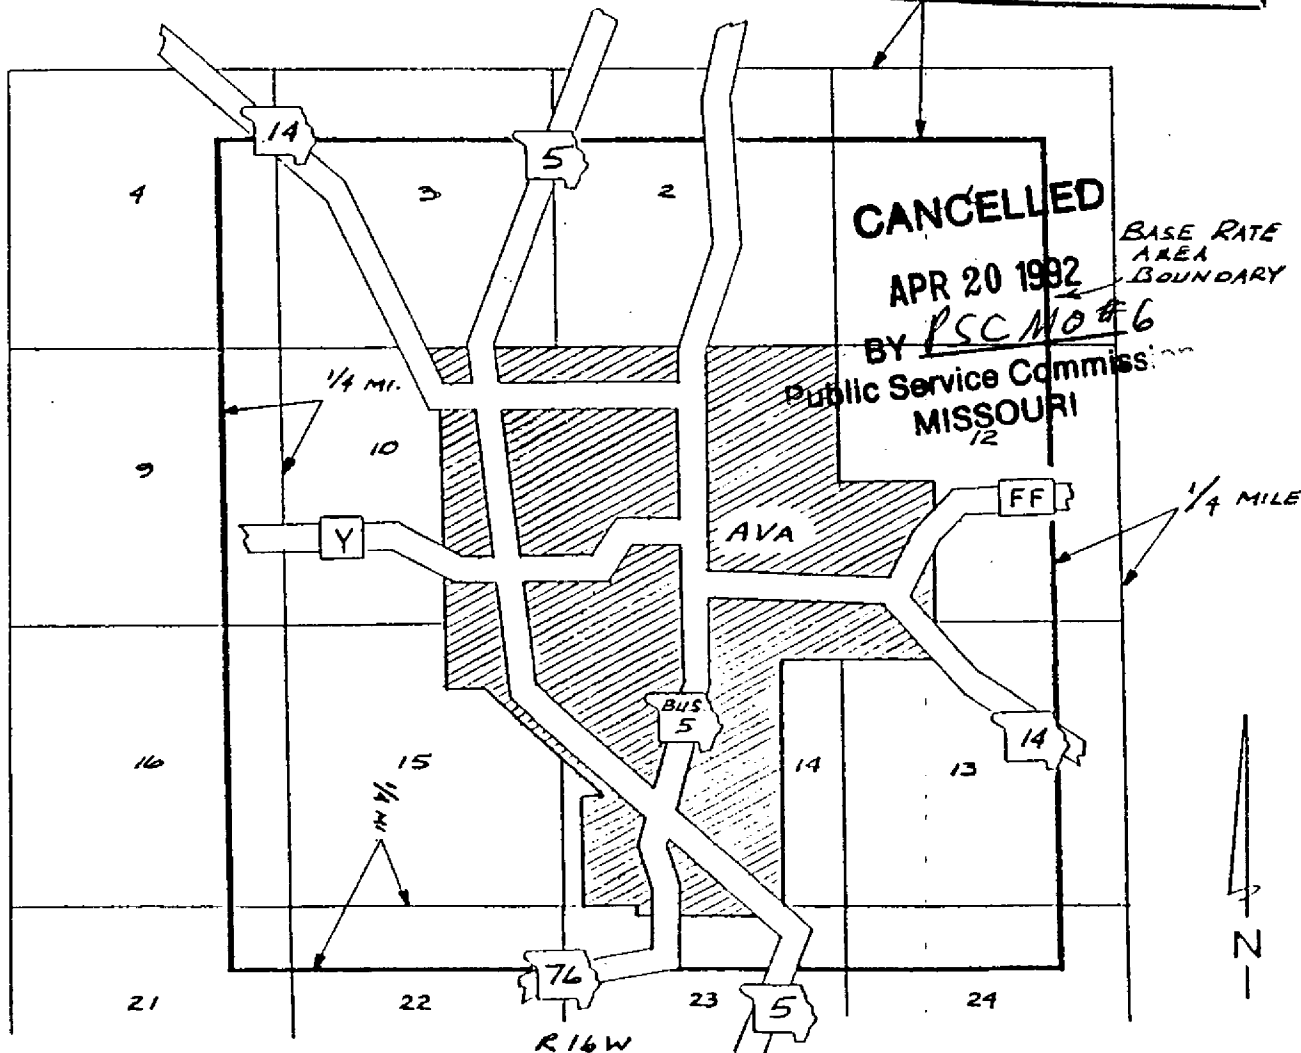 14
5
4
3
2
CANCELLED
BASE RATE
AREA
BOUNDARY
APR 20 1992
BY PSC MO #6
Public Service Commission
MISSOURI
1/4 MI.
9
10
12
FF
1/4 MILE
Y
AVA
BUS.
5
14
16
15
14
13
1/4 MI
N
76
5
21
22
23
24
R 16 W